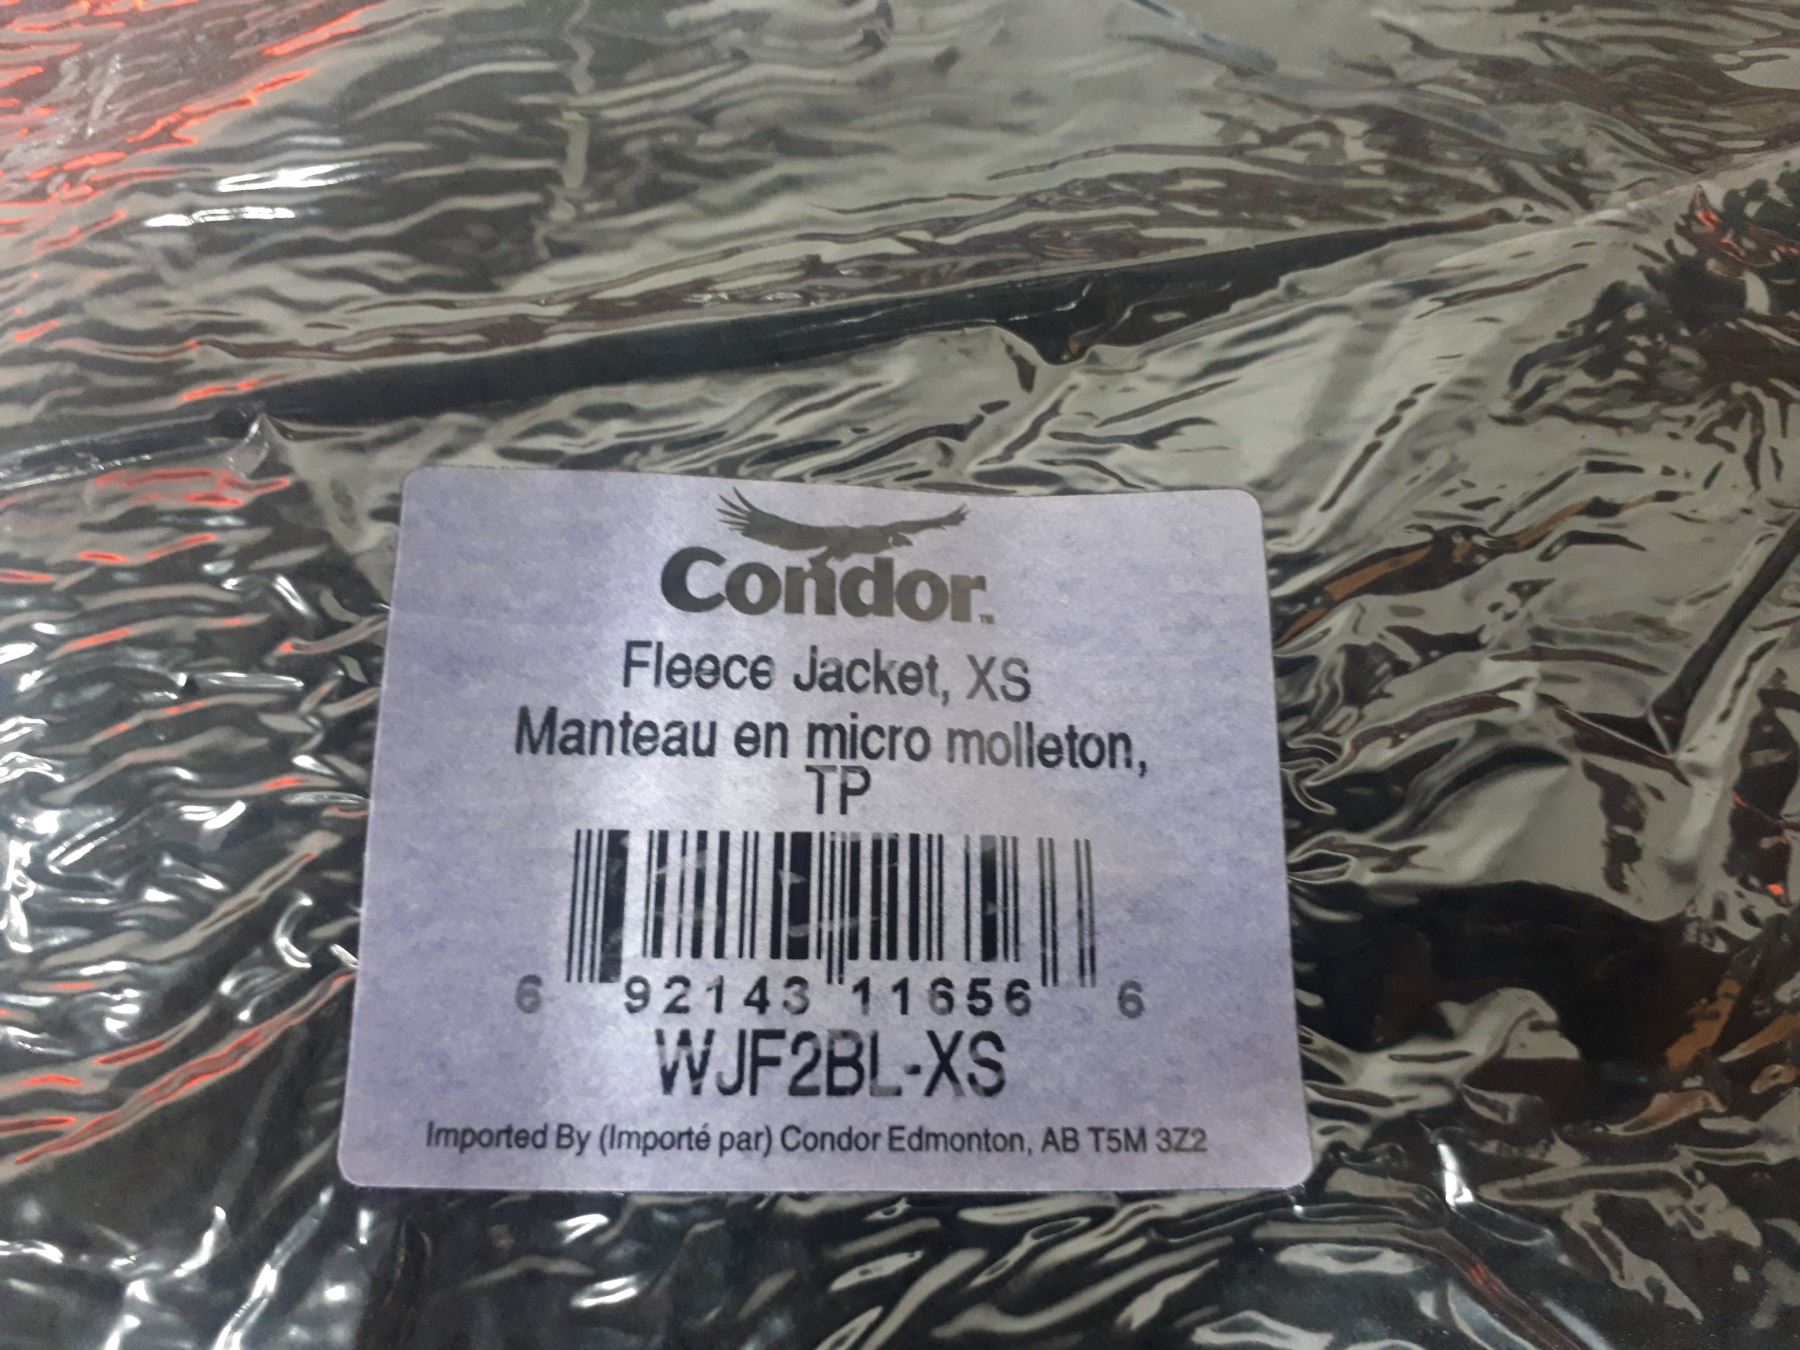 Condor™
Fleece Jacket, XS
Manteau en micro molleton,
TP
6 92143 11656 6
WJF2BL-XS
Imported By (Importé par) Condor Edmonton, AB T5M 3Z2